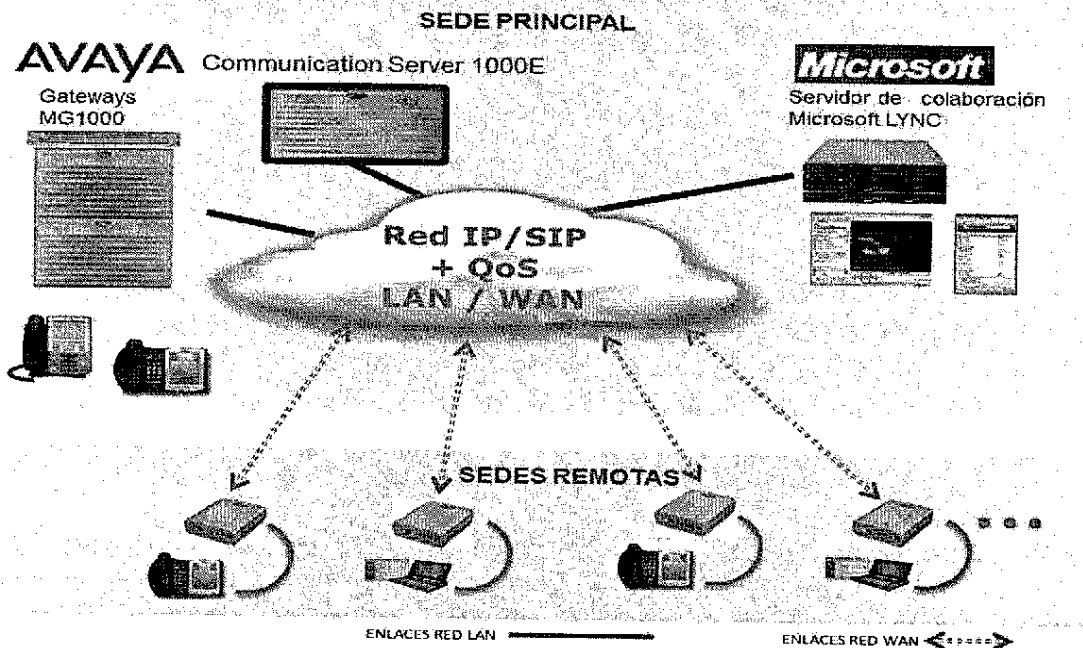 SEDE PRINCIPAL
AVAYA Communication Server 1000E
Gateways
MG1000
Microsoft
Servidor de colaboración
Microsoft LYNC
Red IP/SIP
+ QoS
LAN / WAN
SEDES REMOTAS
ENLACES RED LAN
ENLACES RED WAN